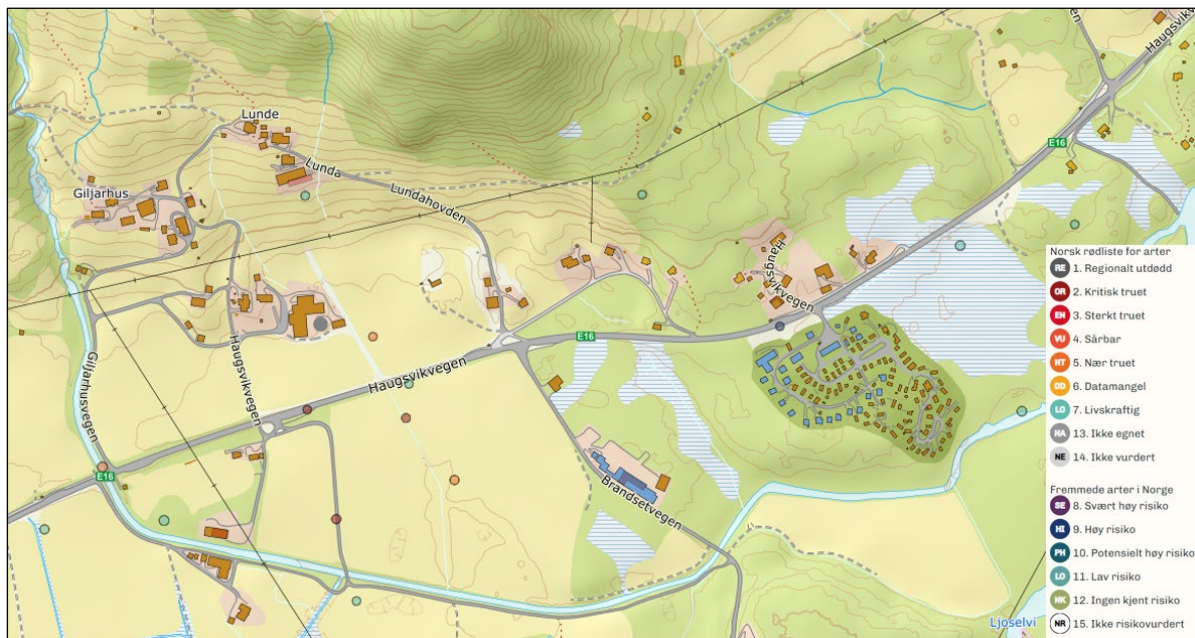 vegen
Haugsvik
Lunde
E16
Lunda
Giljarhus
Lundahovden
Haugsvikvegen
E16
Haugsvikvegen
Giljarhusvegen
Haugsvikvegen
E16
Brandsetvegen
Ljoselvi
Norsk rødliste for arter
RE 1. Regionalt utdødd
CR 2. Kritisk truet
EN 3. Sterkt truet
VU 4. Sårbar
NT 5. Nær truet
DD 6. Datamangel
LC 7. Livskraftig
NA 13. Ikke egnet
NE 14. Ikke vurdert
Fremmede arter i Norge
SE 8. Svært høy risiko
HI 9. Høy risiko
PH 10. Potensielt høy risiko
LO 11. Lav risiko
NK 12. Ingen kjent risiko
NR 15. Ikke risikovurdert